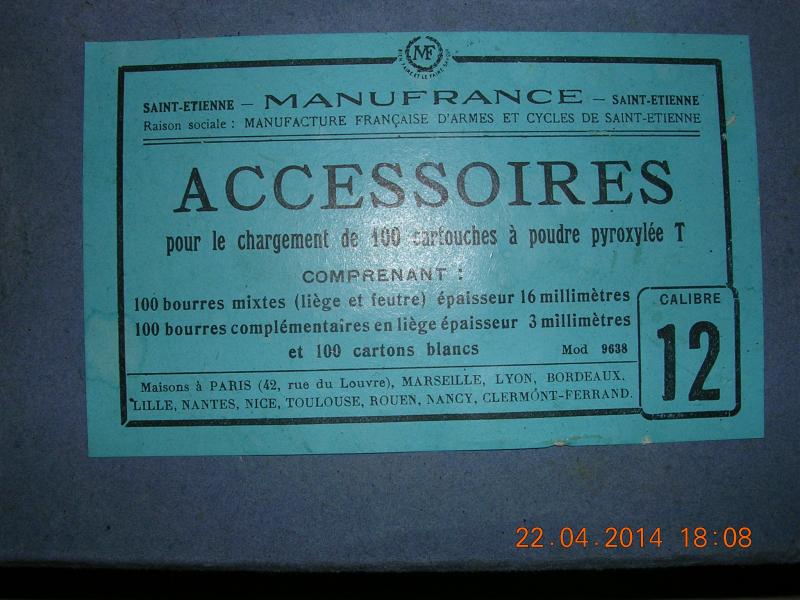 MF
SAINT-ETIENNE – MANUFRANCE – SAINT-ETIENNE
Raison sociale : MANUFACTURE FRANÇAISE D'ARMES ET CYCLES DE SAINT-ETIENNE
ACCESSOIRES
pour le chargement de 100 cartouches à poudre pyroxylée T
COMPRENANT :
100 bourres mixtes (liège et feutre) épaisseur 16 millimètres
100 bourres complémentaires en liège épaisseur 3 millimètres
et 100 cartons blancs Mod 9638
CALIBRE
12
Maisons à PARIS (42, rue du Louvre), MARSEILLE, LYON, BORDEAUX,
LILLE, NANTES, NICE, TOULOUSE, ROUEN, NANCY, CLERMONT-FERRAND.
22.04.2014 18:08